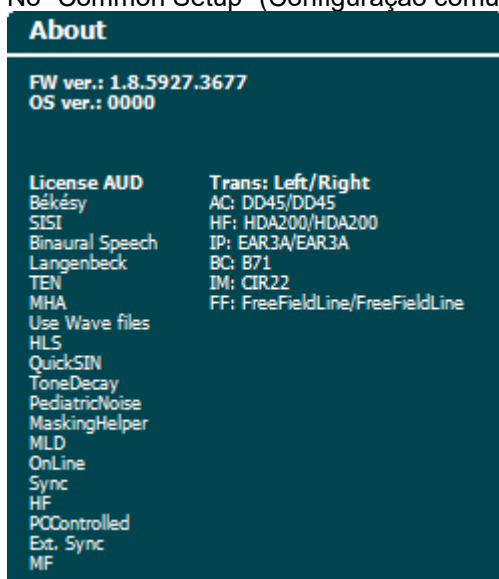 No "Common Setup" (Configuração comu
About
FW ver.: 1.8.5927.3677
OS ver.: 0000
License AUD
Békésy
SISI
Binaural Speech
Langenbeck
TEN
MHA
Use Wave files
HLS
QuickSIN
ToneDecay
PediatricNoise
MaskingHelper
MLD
OnLine
Sync
HF
PCControlled
Ext. Sync
MF
Trans: Left/Right
AC: DD45/DD45
HF: HDA200/HDA200
IP: EAR3A/EAR3A
BC: B71
IM: CIR22
FF: FreeFieldLine/FreeFieldLine